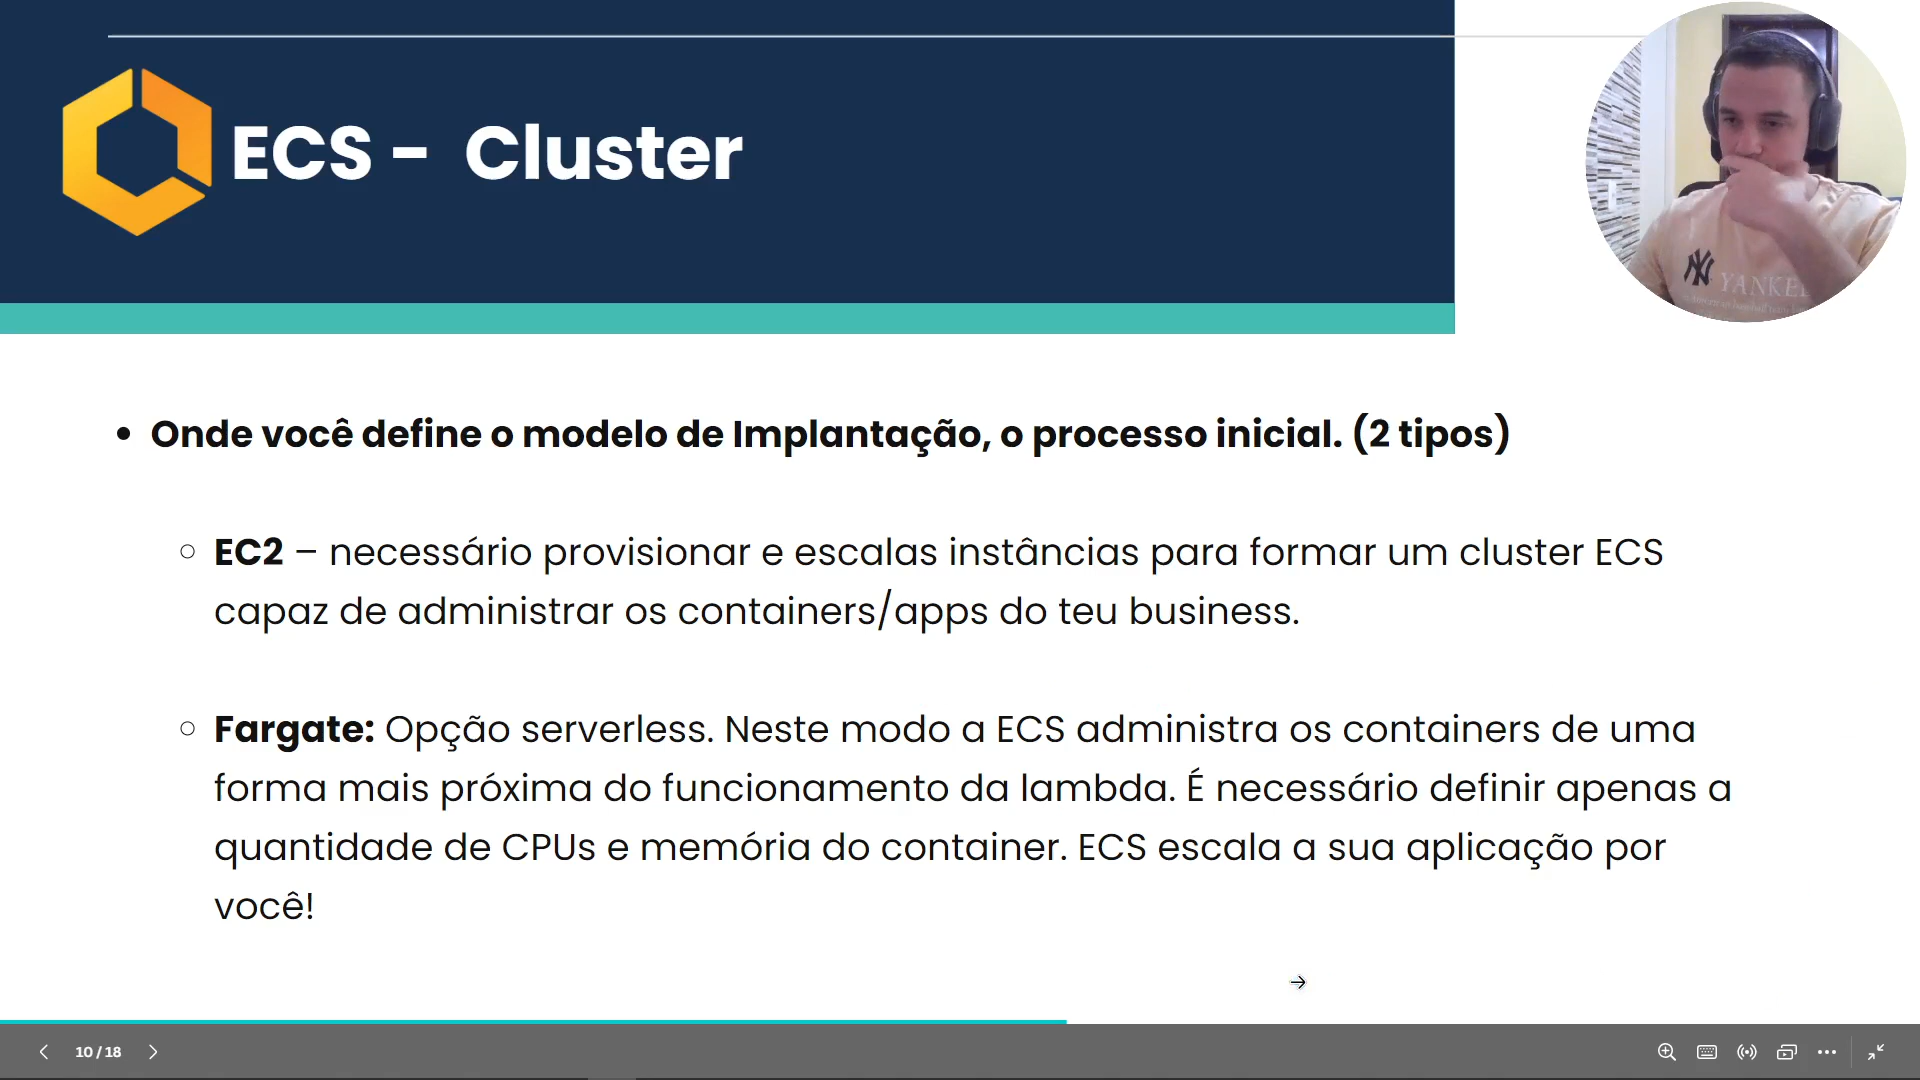 ECS - Cluster
NY
YANKEE
• Onde você define o modelo de Implantação, o processo inicial. (2 tipos)
○ EC2 – necessário provisionar e escalas instâncias para formar um cluster ECS
capaz de administrar os containers/apps do teu business.
○ Fargate: Opção serverless. Neste modo a ECS administra os containers de uma
forma mais próxima do funcionamento da lambda. É necessário definir apenas a
quantidade de CPUs e memória do container. ECS escala a sua aplicação por
você!
10 / 18